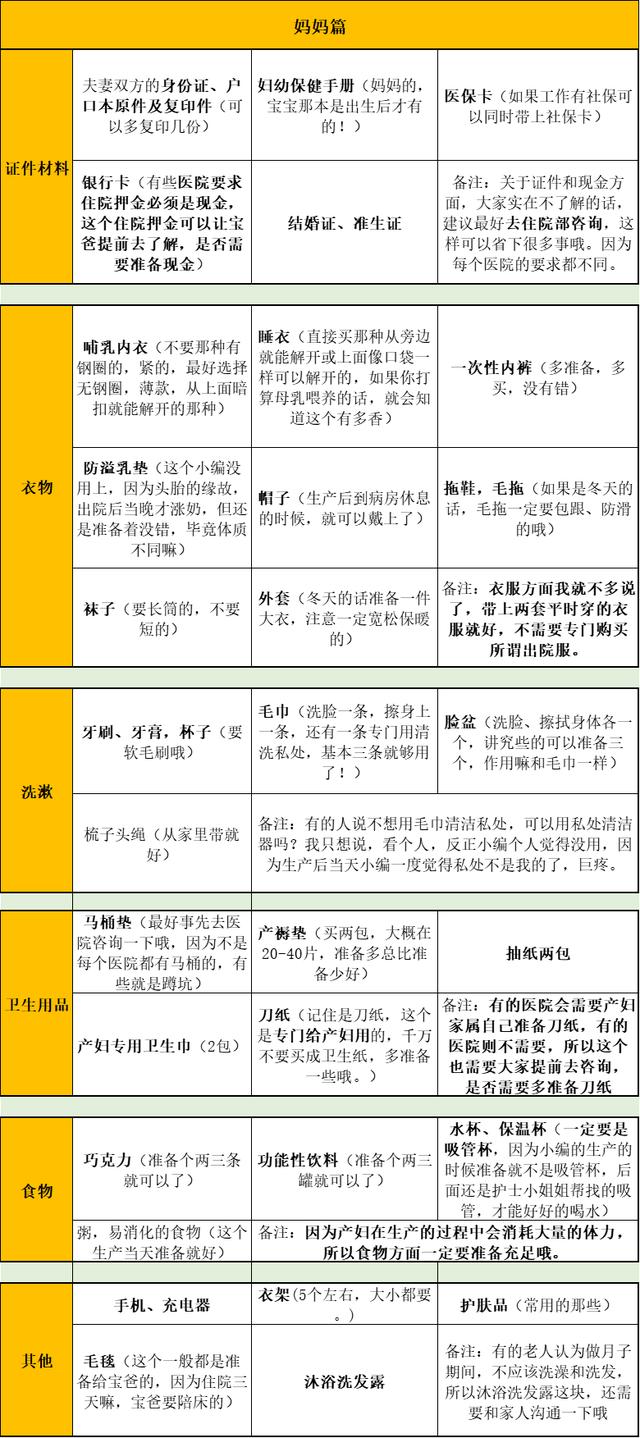 妈妈篇
证件材料
夫妻双方的身份证、户
口本原件及复印件（可
以多复印几份）
妇幼保健手册（妈妈的，
宝宝那本是出生后才有
的！）
医保卡（如果工作有社保可
以同时带上社保卡）
银行卡（有些医院要求
住院押金必须是现金，
这个住院押金可以让宝
爸提前去了解，是否需
要准备现金）
结婚证、准生证
备注：关于证件和现金方
面，大家实在不了解的话，
建议最好去住院部咨询，这
样可以省下很多事哦。因为
每个医院的要求都不同。
衣物
哺乳内衣（不要那种有
钢圈的，紧的，最好选择
无钢圈，薄款，从上面暗
扣就能解开的那种）
睡衣（直接买那种从旁边
就能解开或上面像口袋一
样可以解开的，如果你打
算母乳喂养的话，就会知
道这个有多香）
一次性内裤（多准备，多
买，没有错）
防溢乳垫（这个小编没
用上，因为头胎的缘故，
出院后当晚才涨奶，但还
是准备着没错，毕竟体质
不同嘛）
帽子（生产后到病房休息
的时候，就可以戴上了）
拖鞋，毛拖（如果是冬天的
话，毛拖一定要包跟、防滑
的哦）
袜子（要长筒的，不要
短的）
外套（冬天的话准备一件
大衣，注意一定宽松保暖
的）
备注：衣服方面我就不多说
了，带上两套平时穿的衣
服就好，不需要专门购买
所谓出院服。
洗漱
牙刷、牙膏，杯子（要
软毛刷哦）
毛巾（洗脸一条，擦身上
一条，还有一条专门用清
洗私处，基本三条就够用
了！）
脸盆（洗脸、擦拭身体各一
个，讲究些的可以准备三
个，作用嘛和毛巾一样）
梳子头绳（从家里带就
好）
备注：有的人说不想用毛巾清洁私处，可以用私处清洁
器吗？我只想说，看个人，反正小编个人觉得没用，因
为生产后当天小编一度觉得私处不是我的了，巨疼。
卫生用品
马桶垫（最好事先去医
院咨询一下哦，因为不是
每个医院都有马桶的，有
些就是蹲坑）
产褥垫（买两包，大概在
20-40片，准备多总比准
备少好）
抽纸两包
产妇专用卫生巾（2包）
刀纸（记住是刀纸，这个
是专门给产妇用的，千万
不要买成卫生纸，多准备
一些哦。）
备注：有的医院会需要产妇
家属自己准备刀纸，有的
医院则不需要，所以这个
也需要大家提前去咨询，
是否需要多准备刀纸
食物
巧克力（准备个两三条
就可以了）
功能性饮料（准备个两三
罐就可以了）
水杯、保温杯（一定要是
吸管杯，因为小编的生产的
时候准备就不是吸管杯，后
面还是护士小姐姐帮找的吸
管，才能好好的喝水）
粥，易消化的食物（这个
生产当天准备就好）
备注：因为产妇在生产的过程中会消耗大量的体力，
所以食物方面一定要准备充足哦。
其他
手机、充电器
衣架(5个左右，大小都要
。)
护肤品（常用的那些）
毛毯（这个一般都是准
备给宝爸的，因为住院三
天嘛，宝爸要陪床的）
沐浴洗发露
备注：有的老人认为做月子
期间，不应该洗澡和洗发，
所以沐浴洗发露这块，还需
要和家人沟通一下哦